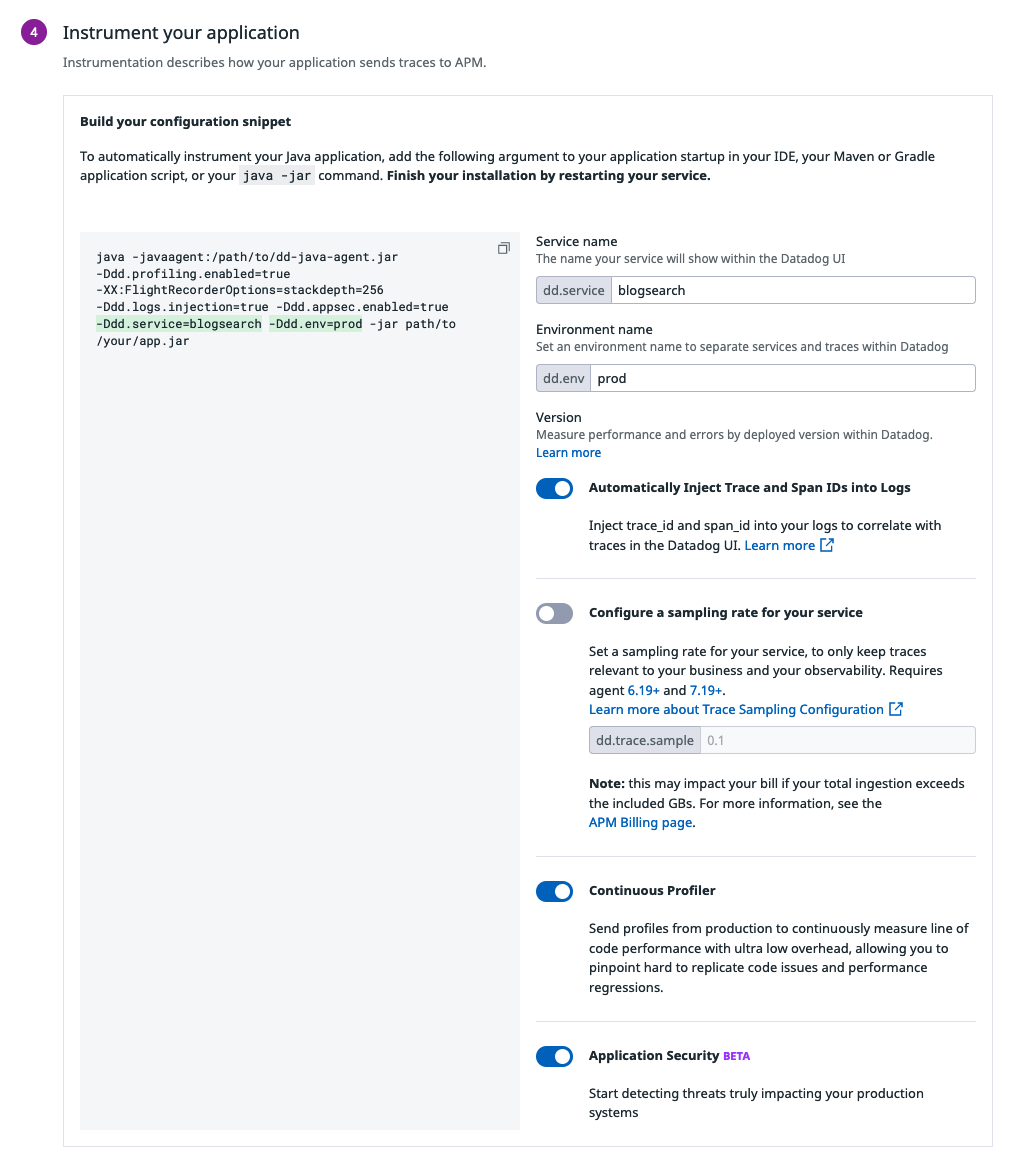 4
Instrument your application
Instrumentation describes how your application sends traces to APM.
Build your configuration snippet
To automatically instrument your Java application, add the following argument to your application startup in your IDE, your Maven or Gradle
application script, or your java -jar command. Finish your installation by restarting your service.
java -javaagent:/path/to/dd-java-agent.jar
-Ddd.profiling.enabled=true
-XX:FlightRecorderOptions=stackdepth=256
-Ddd.logs.injection=true -Ddd.appsec.enabled=true
-Ddd.service=blogsearch -Ddd.env=prod -jar path/to
/your/app.jar
Service name
The name your service will show within the Datadog UI
dd.service blogsearch
Environment name
Set an environment name to separate services and traces within Datadog
dd.env prod
Version
Measure performance and errors by deployed version within Datadog.
Learn more
Automatically Inject Trace and Span IDs into Logs
Inject trace_id and span_id into your logs to correlate with
traces in the Datadog UI. Learn more
Configure a sampling rate for your service
Set a sampling rate for your service, to only keep traces
relevant to your business and your observability. Requires
agent 6.19+ and 7.19+.
Learn more about Trace Sampling Configuration
dd.trace.sample 0.1
Note: this may impact your bill if your total ingestion exceeds
the included GBs. For more information, see the
APM Billing page.
Continuous Profiler
Send profiles from production to continuously measure line of
code performance with ultra low overhead, allowing you to
pinpoint hard to replicate code issues and performance
regressions.
Application Security BETA
Start detecting threats truly impacting your production
systems